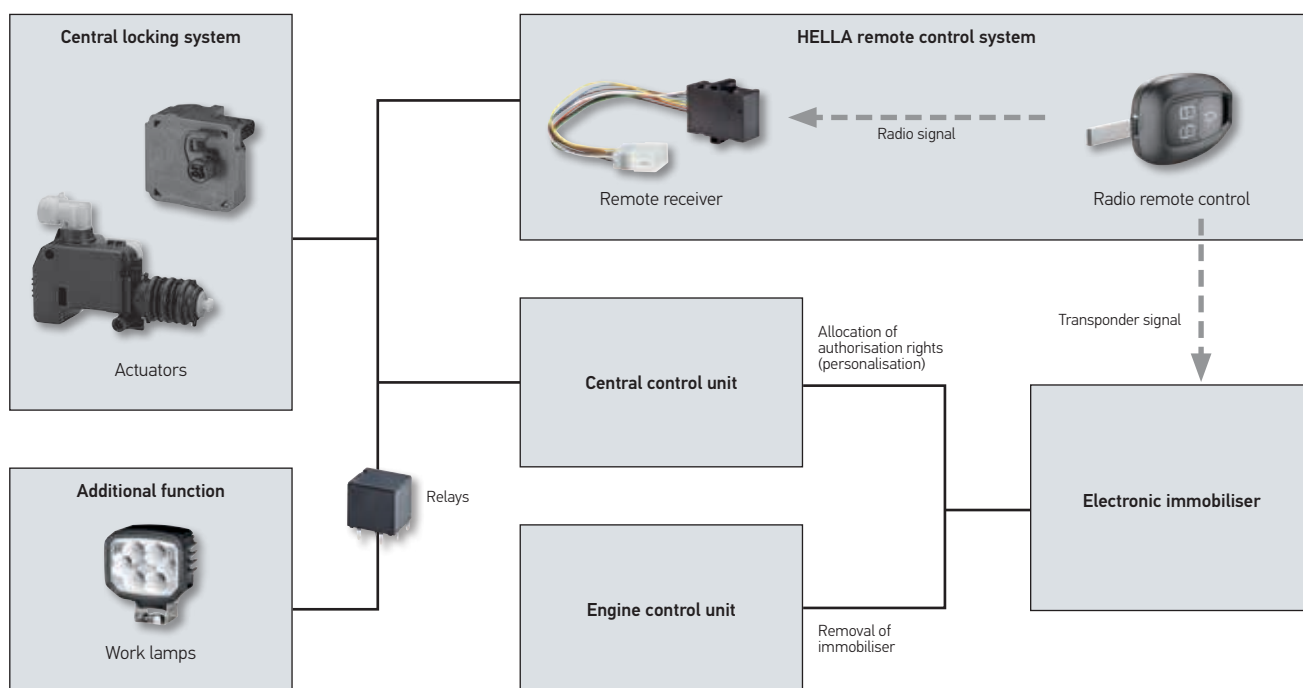 Central locking system
Actuators
HELLA remote control system
Radio signal
Remote receiver
Radio remote control
Transponder signal
Allocation of
authorisation rights
(personalisation)
Central control unit
Electronic immobiliser
Additional function
Relays
Work lamps
Engine control unit
Removal of
immobiliser